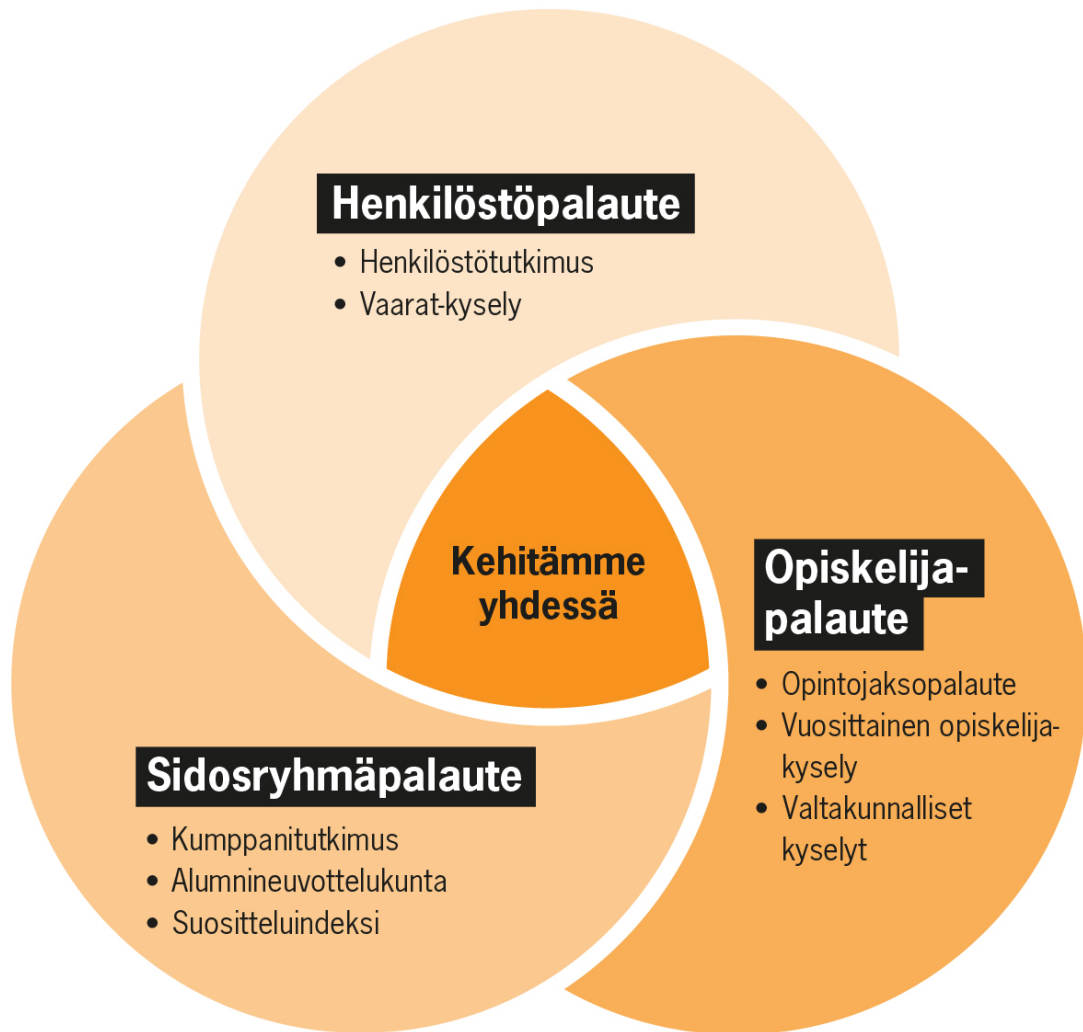 Henkilöstöpalaute
• Henkilöstötutkimus
• Vaarat-kysely
Kehitämme
yhdessä
Opiskelija-
palaute
• Opintojaksopalaute
• Vuosittainen opiskelija-
kysely
• Valtakunnalliset
kyselyt
Sidosryhmäpalaute
• Kumppanitutkimus
• Alumnineuvottelukunta
• Suositteluindeksi